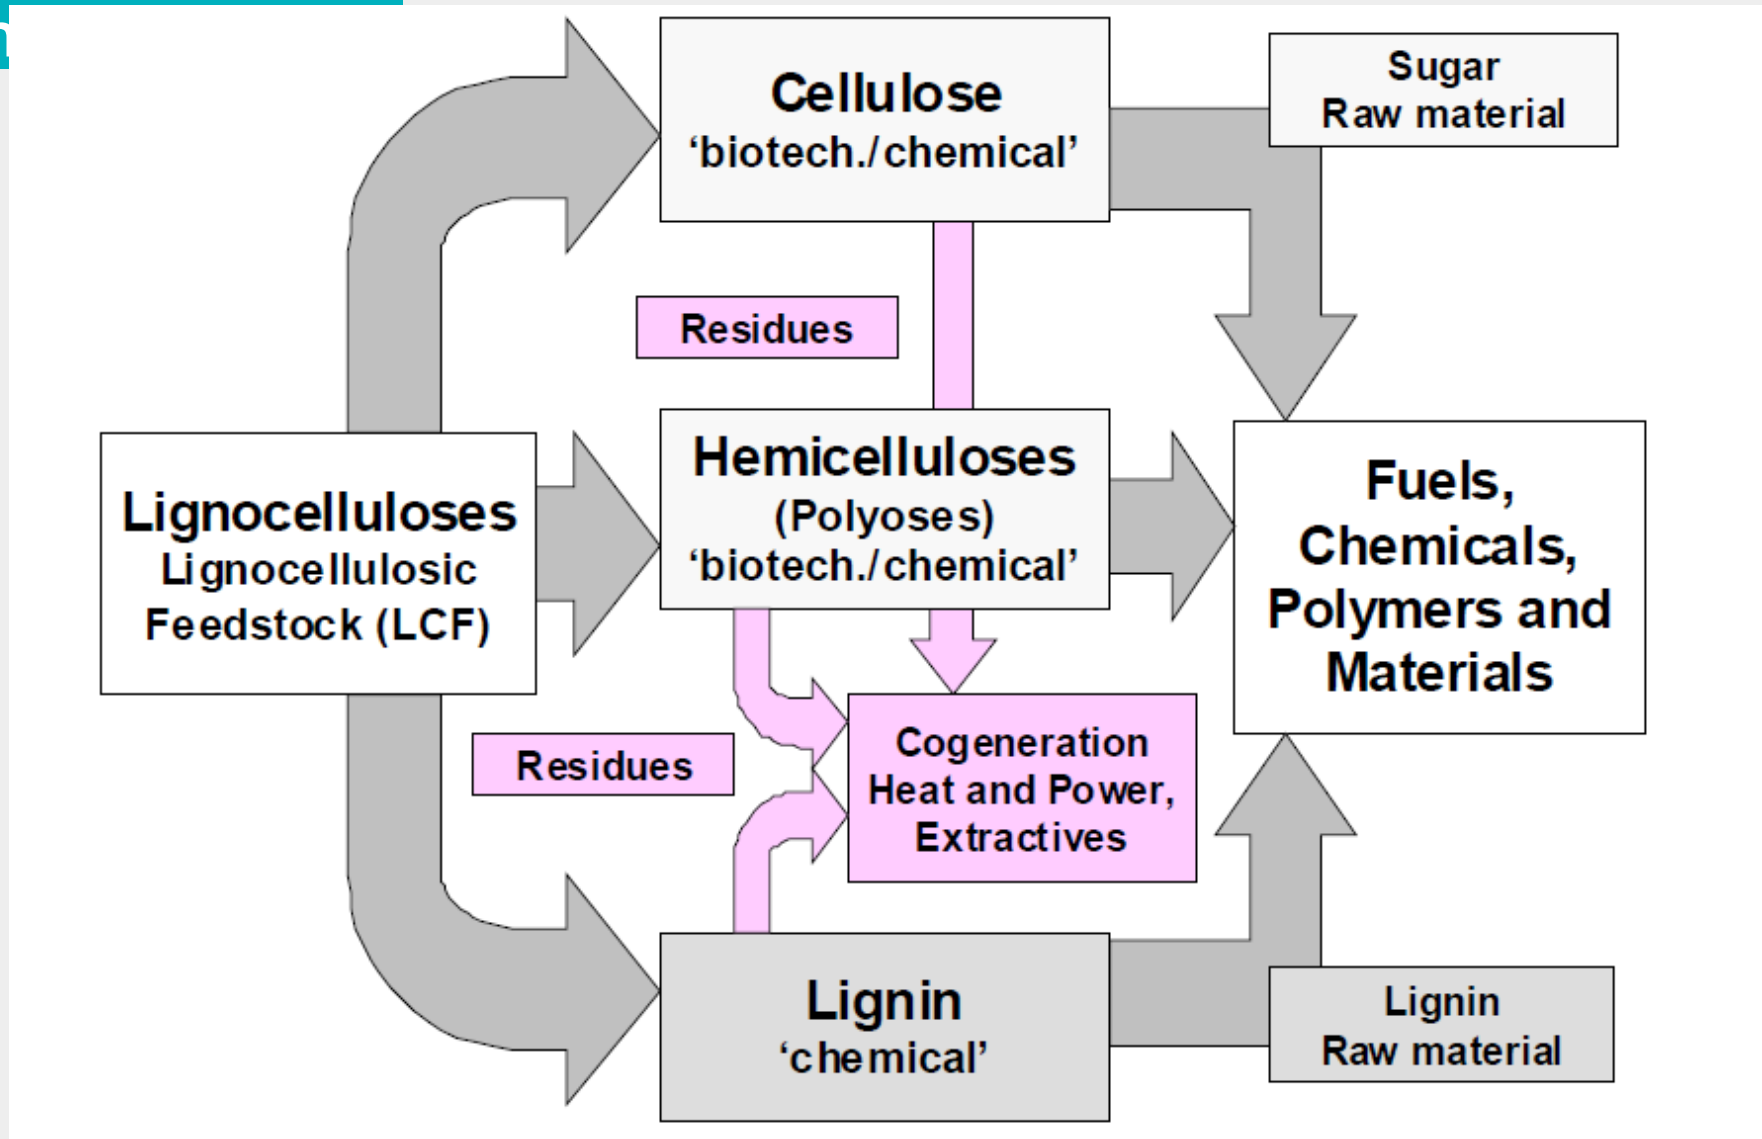 Cellulose
‘biotech./chemical’
Sugar
Raw material
Residues
Lignocelluloses
Lignocellulosic
Feedstock (LCF)
Hemicelluloses
(Polyoses)
‘biotech./chemical’
Fuels,
Chemicals,
Polymers and
Materials
Residues
Cogeneration
Heat and Power,
Extractives
Lignin
‘chemical’
Lignin
Raw material